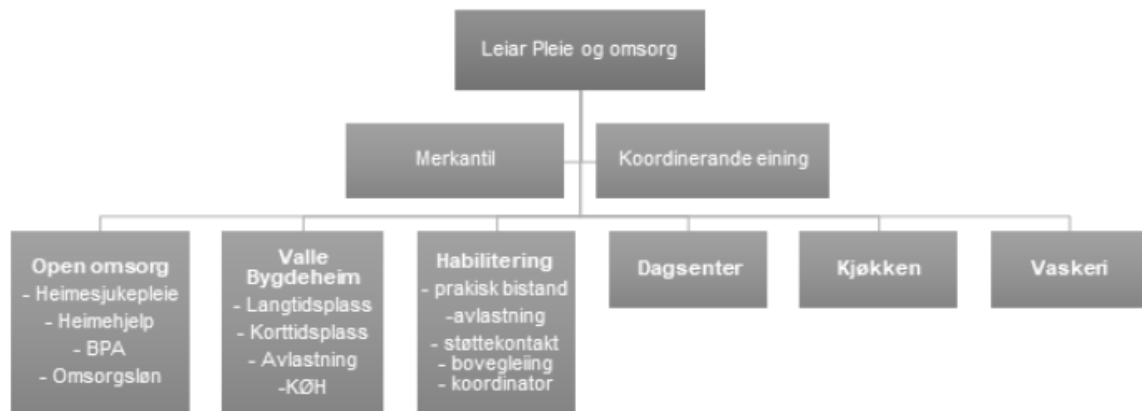 Leiar Pleie og omsorg
Merkantil
Koordinerande eining
Open omsorg
- Heimesjukepleie
- Heimehjelp
- BPA
- Omsorgsløn
Valle
Bygdeheim
- Langtidsplass
- Korttidsplass
- Avlastning
-KØH
Habilitering
- prakisk bistand
-avlastning
- støttekontakt
- bovegleiing
- koordinator
Dagsenter
Kjøkken
Vaskeri